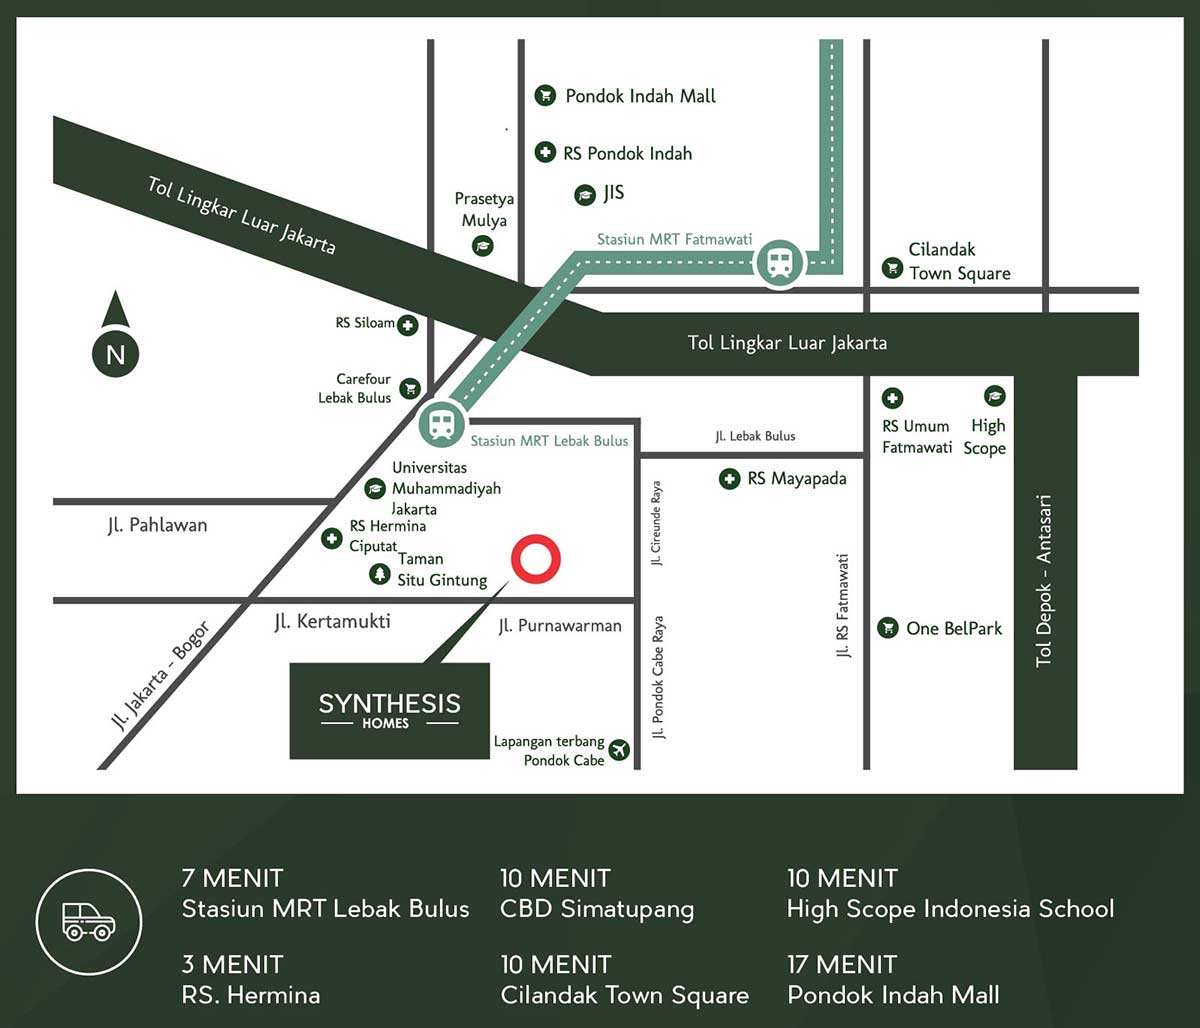 Pondok Indah Mall
RS Pondok Indah
JIS
Prasetya
Mulya
Tol Lingkar Luar Jakarta
Stasiun MRT Fatmawati
Cilandak
Town Square
RS Siloam
N
Tol Lingkar Luar Jakarta
Carefour
Lebak Bulus
Stasiun MRT Lebak Bulus
Jl. Lebak Bulus
RS Umum
Fatmawati
High
Scope
Universitas
Muhammadiyah
Jakarta
RS Mayapada
Jl. Pahlawan
RS Hermina
Ciputat
Taman
Situ Gintung
Jl. Cireunde Raya
Jl. Kertamukti
Jl. Purnawarman
Jl. Pondok Cabe Raya
Jl. RS Fatmawati
One BelPark
Tol Depok - Antasari
Jl. Jakarta - Bogor
SYNTHESIS
HOMES
Lapangan terbang
Pondok Cabe
7 MENIT
Stasiun MRT Lebak Bulus
10 MENIT
CBD Simatupang
10 MENIT
High Scope Indonesia School
3 MENIT
RS. Hermina
10 MENIT
Cilandak Town Square
17 MENIT
Pondok Indah Mall